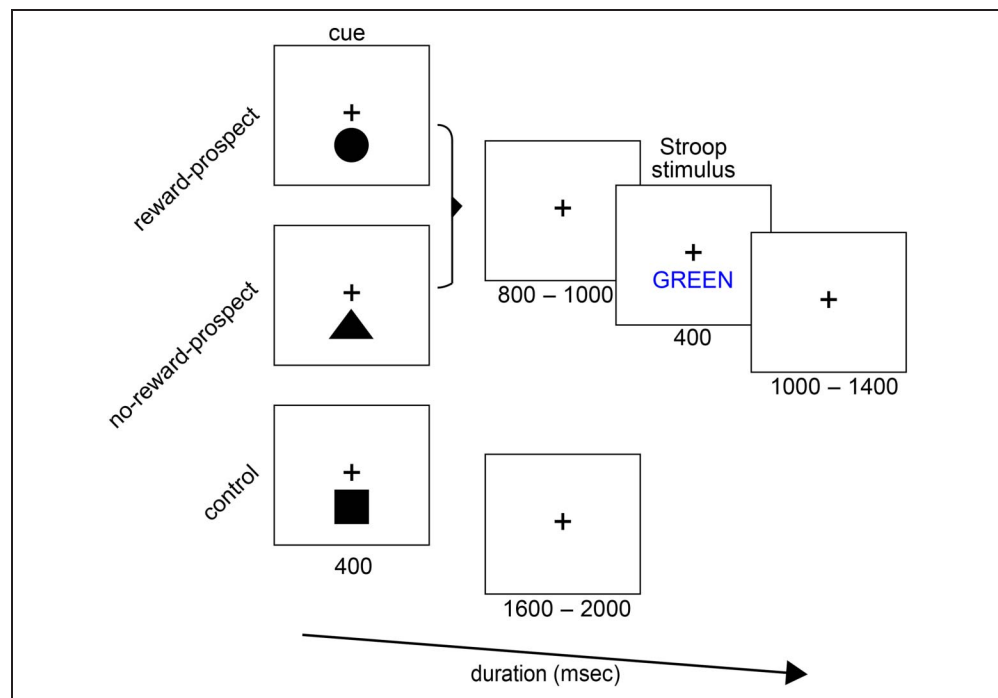 cue
reward-prospect
no-reward-prospect
control
400
800 – 1000
Stroop
stimulus
GREEN
400
1000 – 1400
1600 – 2000
duration (msec)